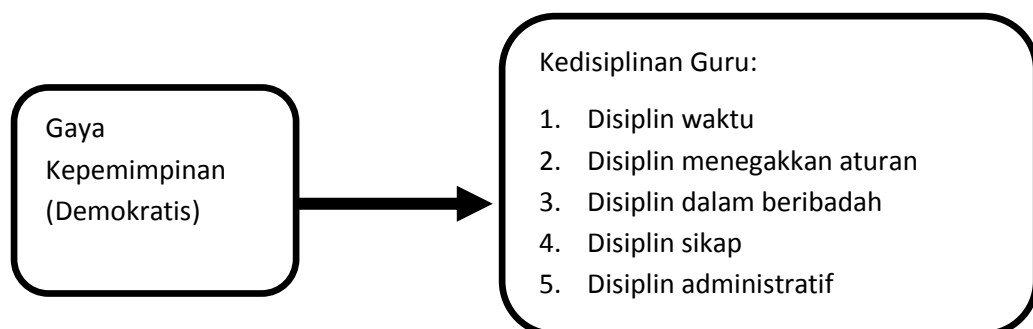 Gaya
Kepemimpinan
(Demokratis)
Kedisiplinan Guru:
1. Disiplin waktu
2. Disiplin menegakkan aturan
3. Disiplin dalam beribadah
4. Disiplin sikap
5. Disiplin administratif